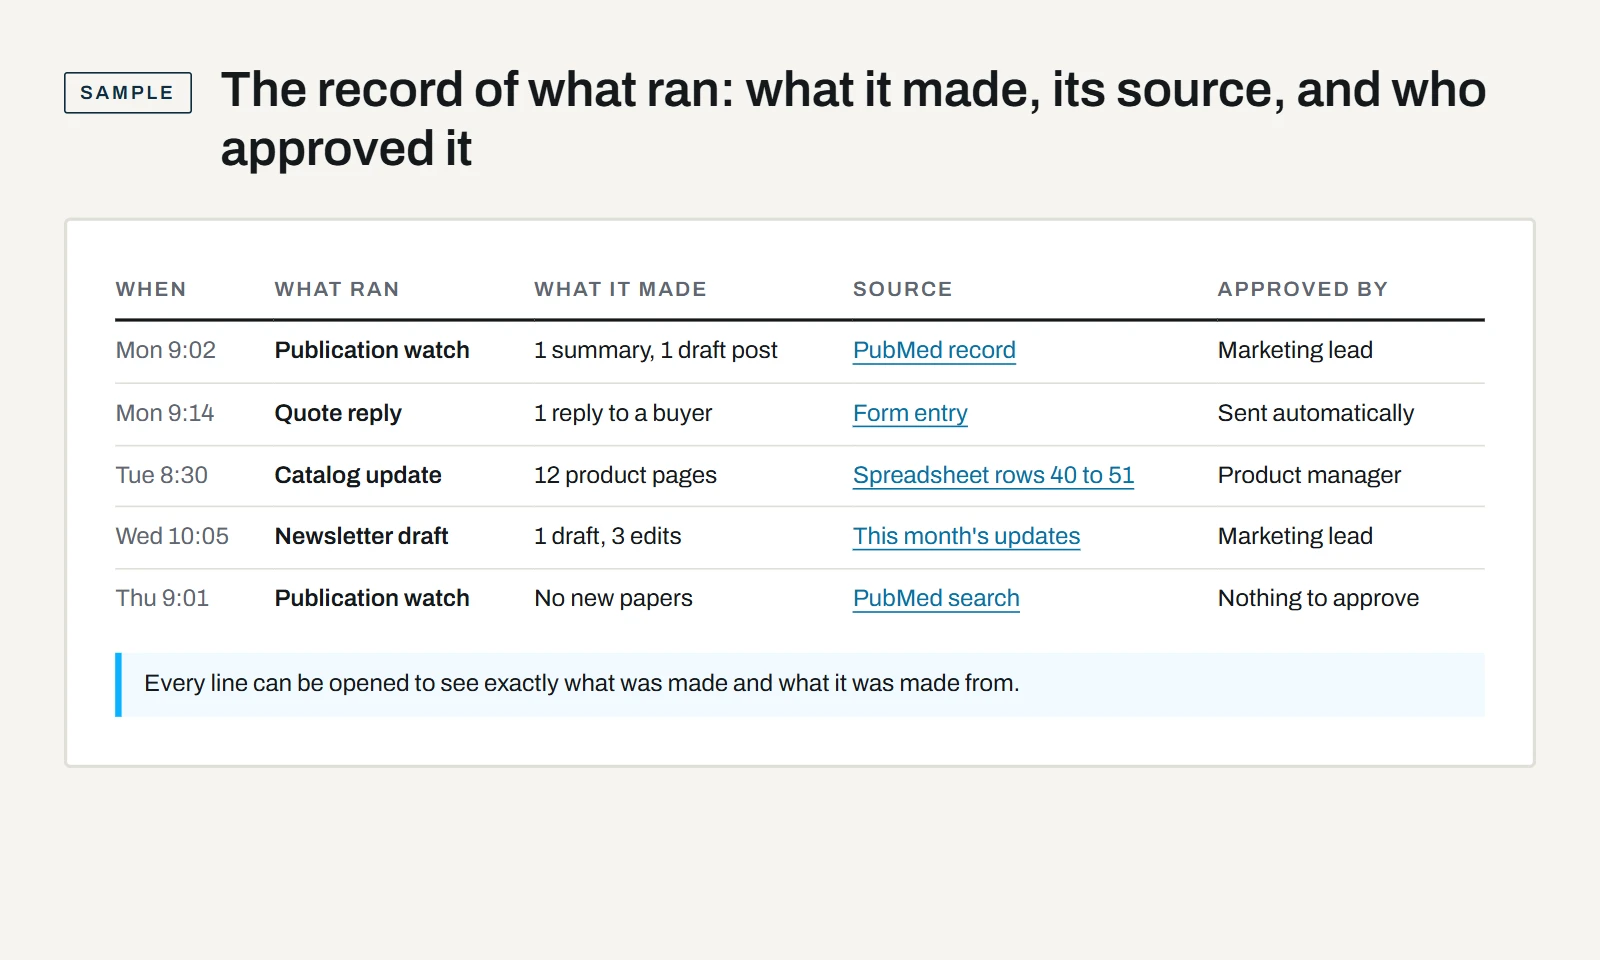 SAMPLE
The record of what ran: what it made, its source, and who
approved it
WHEN WHAT RAN WHAT IT MADE SOURCE APPROVED BY
Mon 9:02 Publication watch 1 summary, 1 draft post PubMed record Marketing lead
Mon 9:14 Quote reply 1 reply to a buyer Form entry Sent automatically
Tue 8:30 Catalog update 12 product pages Spreadsheet rows 40 to 51 Product manager
Wed 10:05 Newsletter draft 1 draft, 3 edits This month's updates Marketing lead
Thu 9:01 Publication watch No new papers PubMed search Nothing to approve
Every line can be opened to see exactly what was made and what it was made from.